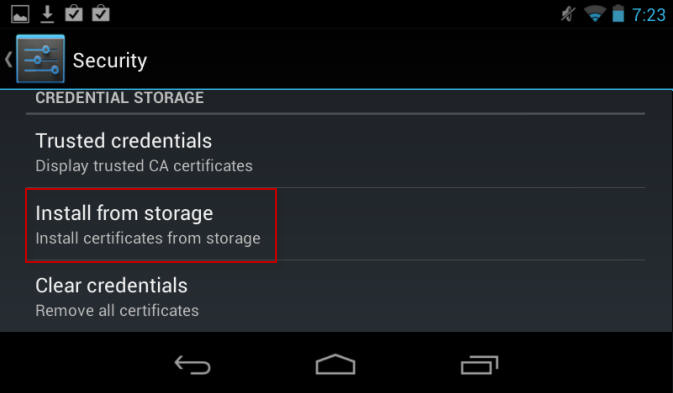 7:23
Security
CREDENTIAL STORAGE
Trusted credentials
Display trusted CA certificates
Install from storage
Install certificates from storage
Clear credentials
Remove all certificates